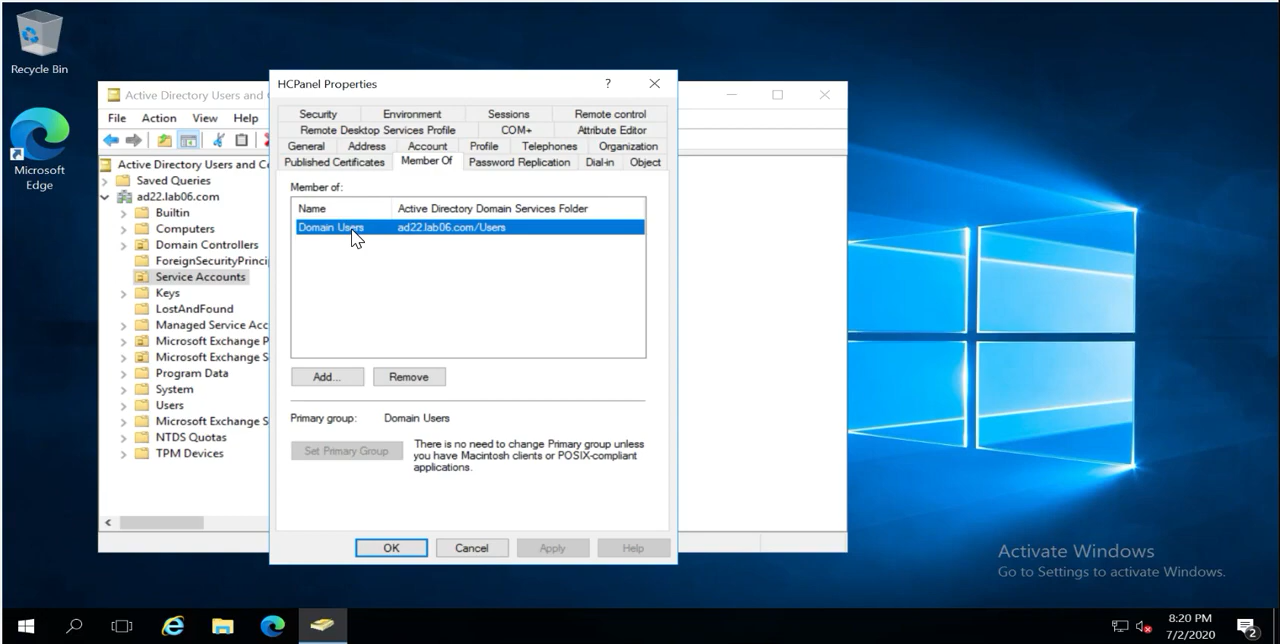 Recycle Bin
Microsoft
Edge
Active Directory Users and C
File Action View Help
Active Directory Users and C
Saved Queries
ad22.lab06.com
Builtin
Computers
Domain Controllers
ForeignSecurityPrinci
Service Accounts
Keys
LostAndFound
Managed Service Acc
Microsoft Exchange P
Microsoft Exchange S
Program Data
System
Users
Microsoft Exchange S
NTDS Quotas
TPM Devices
HCPanel Properties
Security Environment Sessions Remote control
Remote Desktop Services Profile COM+ Attribute Editor
General Address Account Profile Telephones Organization
Published Certificates Member Of Password Replication Dial-in Object
Member of:
Name Active Directory Domain Services Folder
Domain Users ad22.lab06.com/Users
Add... Remove
Primary group: Domain Users
Set Primary Group
There is no need to change Primary group unless
you have Macintosh clients or POSIX-compliant
applications.
OK Cancel Apply Help
Activate Windows
Go to Settings to activate Windows.
8:20 PM
7/2/2020
2